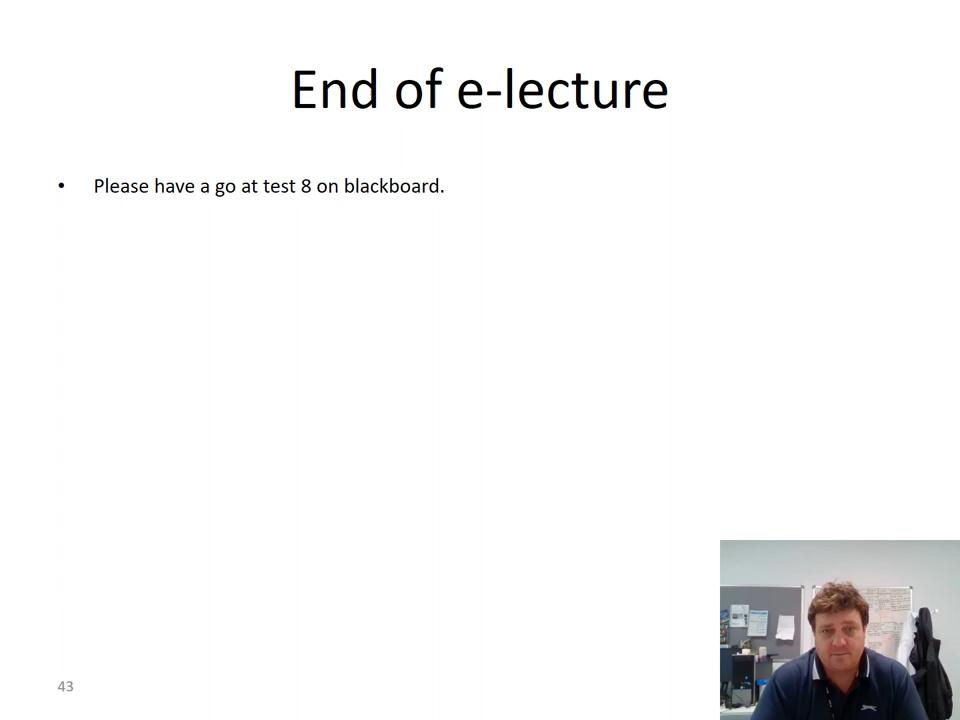 End of e-lecture
• Please have a go at test 8 on blackboard.
43